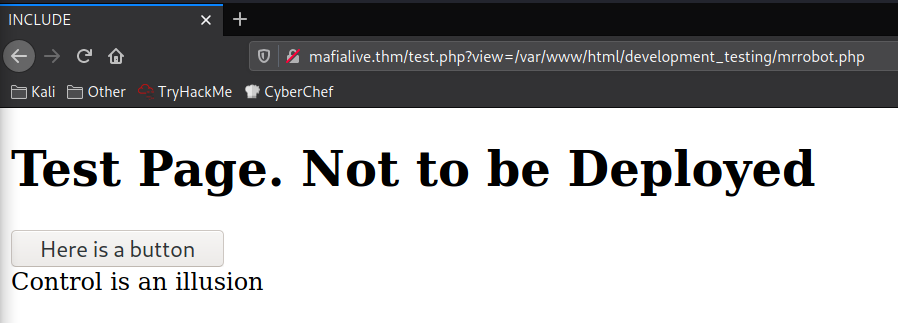 INCLUDE
mafialive.thm/test.php?view=/var/www/html/development_testing/mrrobot.php
Kali Other TryHackMe CyberChef
Test Page. Not to be Deployed
Here is a button
Control is an illusion